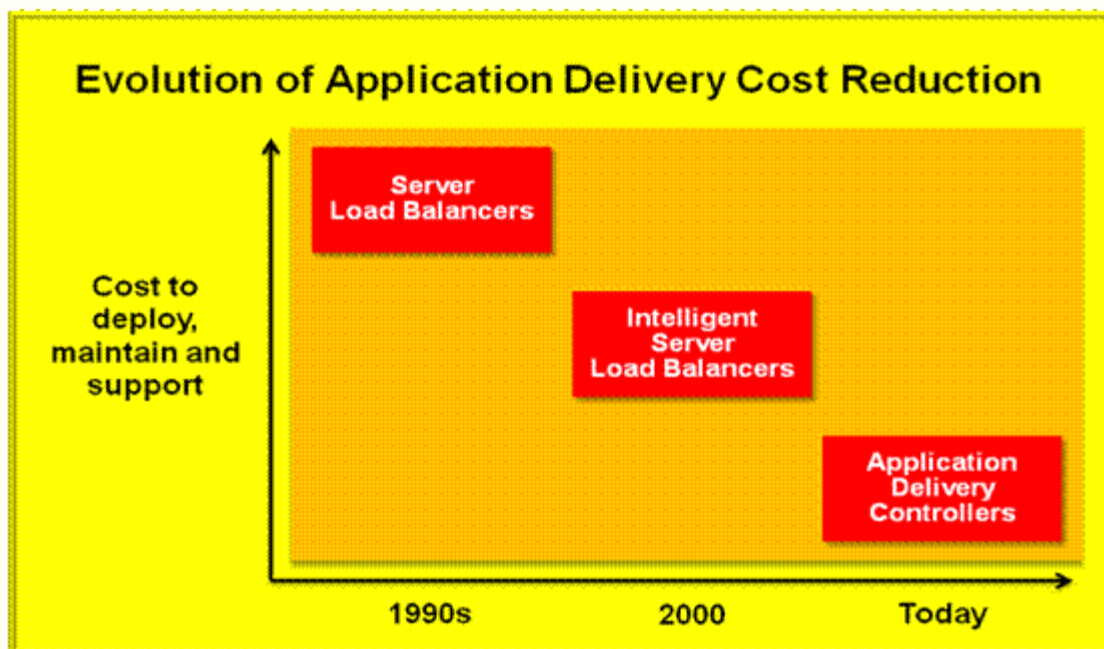 Evolution of Application Delivery Cost Reduction
Server
Load Balancers
Cost to
deploy,
maintain and
support
Intelligent
Server
Load Balancers
Application
Delivery
Controllers
1990s
2000
Today